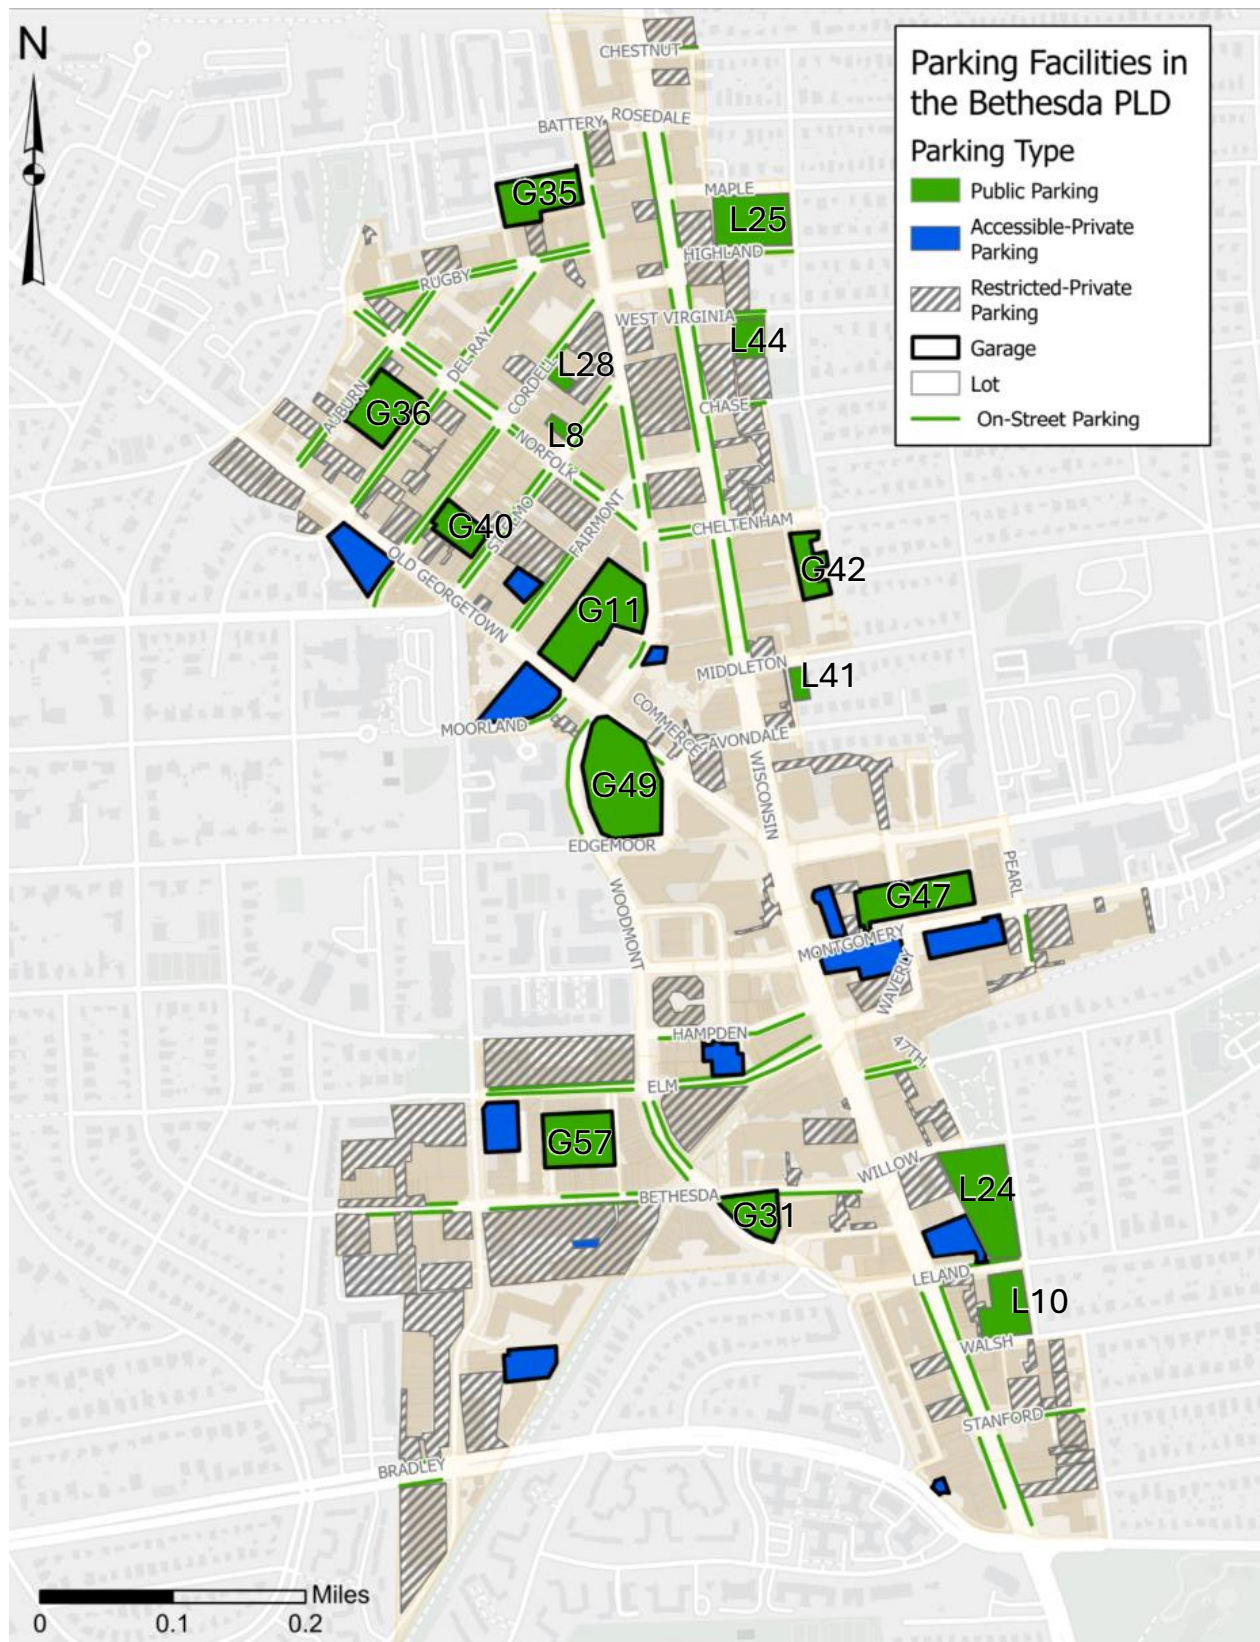 N
Parking Facilities in
the Bethesda PLD
Parking Type
Public Parking
Accessible-Private
Parking
Restricted-Private
Parking
Garage
Lot
On-Street Parking
CHESTNUT
BATTERY
ROSEDALE
G35
MAPLE
L25
HIGHLAND
RUGBY
WEST VIRGINIA
L44
DEL RAY
L28
CORDELL
AUBURN
G36
CHASE
L8
NORFOLK
G40
ST ELMO
FAIRMONT
CHELTENHAM
G42
OLD GEORGETOWN
G11
MIDDLETON
L41
MOORLAND
COMMERCE
AVONDALE
WISCONSIN
G49
EDGEMOOR
WOODMONT
PEARL
G47
MONTGOMERY
WAVERLY
HAMPDEN
47TH
ELM
G57
WILLOW
L24
BETHESDA
G31
LELAND
L10
WALSH
STANFORD
BRADLEY
Miles
0 0.1 0.2